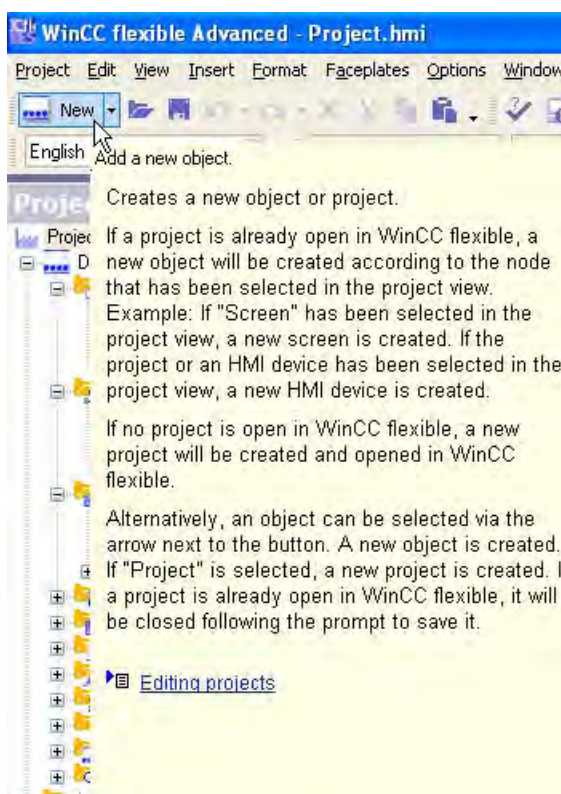 WinCC flexible Advanced - Project.hmi
Project Edit View Insert Format Faceplates Options Window
New
English
Add a new object.
Creates a new object or project.
Projec
If a project is already open in WinCC flexible, a
D
new object will be created according to the node
that has been selected in the project view.
Example: If "Screen" has been selected in the
project view, a new screen is created. If the
project or an HMI device has been selected in the
project view, a new HMI device is created.
If no project is open in WinCC flexible, a new
project will be created and opened in WinCC
flexible.
Alternatively, an object can be selected via the
arrow next to the button. A new object is created.
If "Project" is selected, a new project is created. I
a project is already open in WinCC flexible, it will
be closed following the prompt to save it.
Editing projects